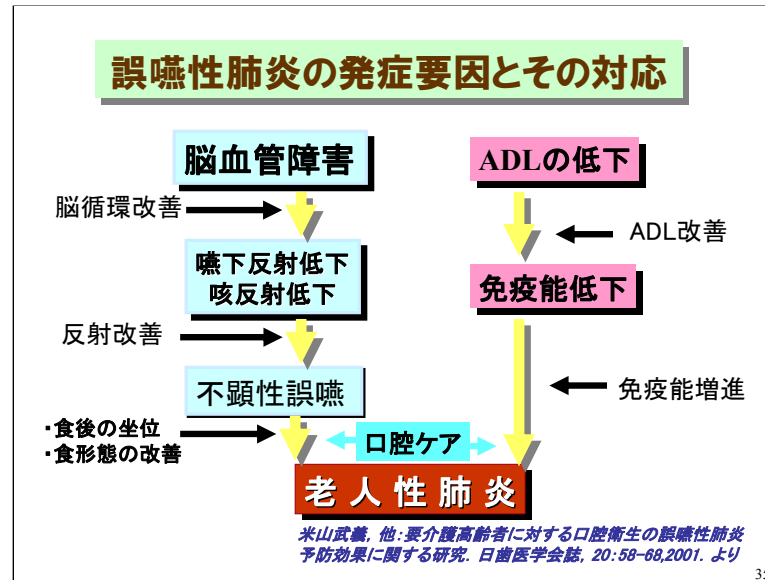 誤嚥性肺炎の発症要因とその対応
脳血管障害
ADLの低下
脳循環改善
ADL改善
嚥下反射低下
咳反射低下
免疫能低下
反射改善
不顕性誤嚥
免疫能増進
・食後の坐位
・食形態の改善
口腔ケア
老人性肺炎
米山武義, 他:要介護高齢者に対する口腔衛生の誤嚥性肺炎
予防効果に関する研究. 日歯医学会誌, 20:58-68,2001. より